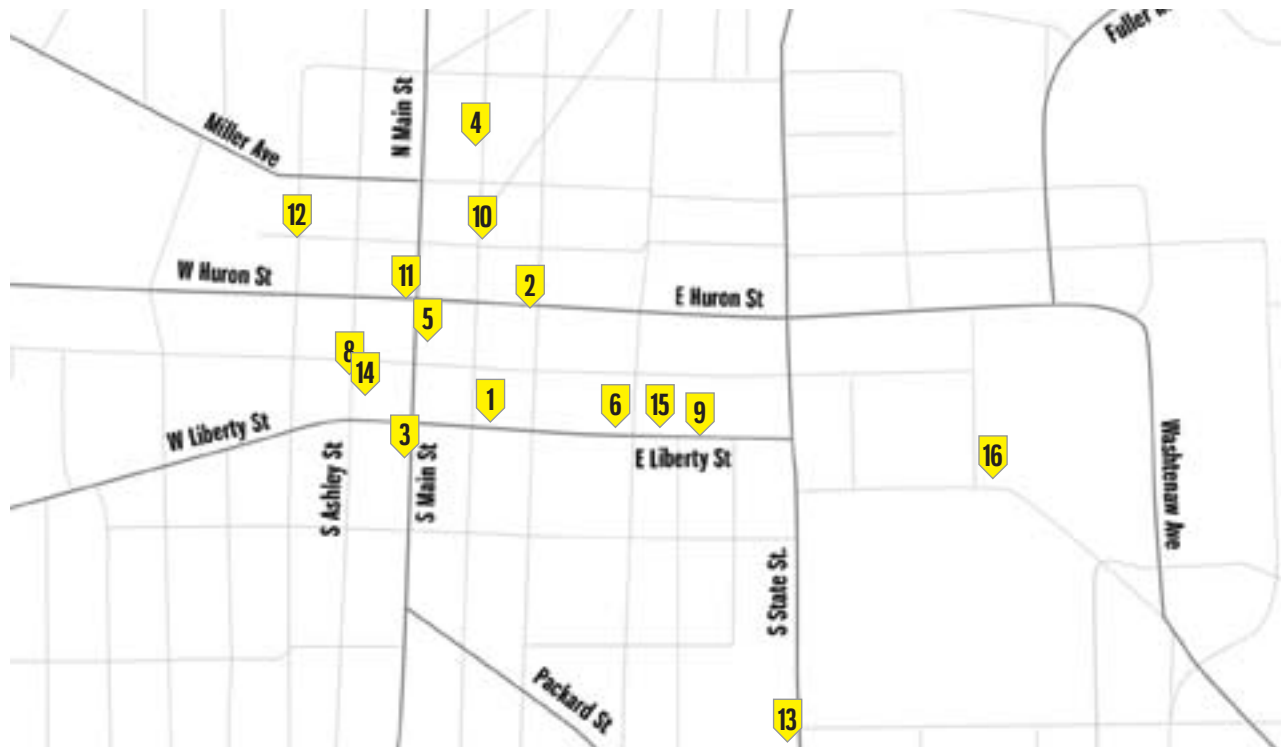 Fuller
N Main St
4
Miller Ave
12
10
11
W Huron St
2
E Huron St
5
8
14
1
6
15
9
3
W Liberty St
E Liberty St
16
S Ashley St
S Main St
Washtenaw Ave
S State St.
Packard St
13